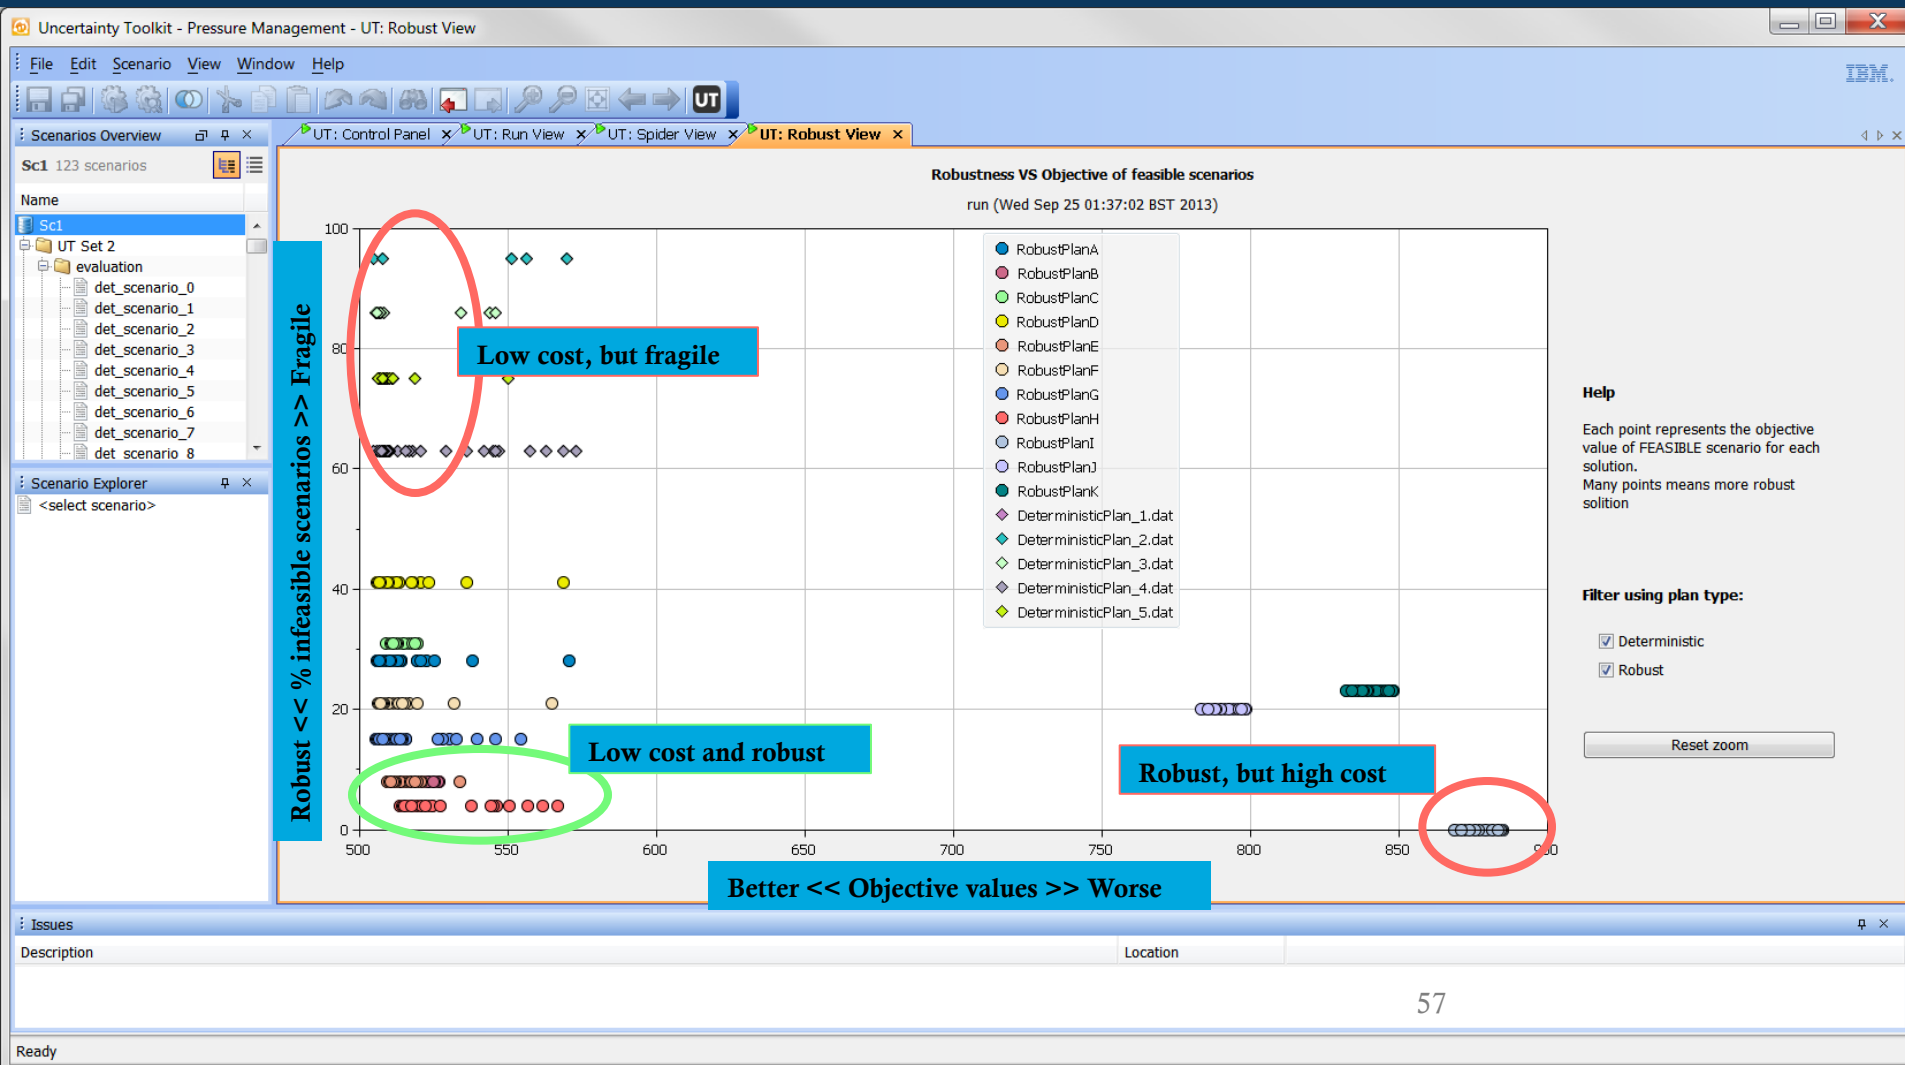 Uncertainty Toolkit - Pressure Management - UT: Robust View
File Edit Scenario View Window Help
IBM.
UT
Scenarios Overview
UT: Control Panel
UT: Run View
UT: Spider View
UT: Robust View
Sc1 123 scenarios
Name
Sc1
UT Set 2
evaluation
det_scenario_0
det_scenario_1
det_scenario_2
det_scenario_3
det_scenario_4
det_scenario_5
det_scenario_6
det_scenario_7
det_scenario_8
Scenario Explorer
<select scenario>
Robustness VS Objective of feasible scenarios
run (Wed Sep 25 01:37:02 BST 2013)
Robust << % infeasible scenarios >> Fragile
100
80
60
40
20
0
500
550
600
650
700
750
800
850
900
RobustPlanA
RobustPlanB
RobustPlanC
RobustPlanD
RobustPlanE
RobustPlanF
RobustPlanG
RobustPlanH
RobustPlanI
RobustPlanJ
RobustPlanK
DeterministicPlan_1.dat
DeterministicPlan_2.dat
DeterministicPlan_3.dat
DeterministicPlan_4.dat
DeterministicPlan_5.dat
Low cost, but fragile
Low cost and robust
Robust, but high cost
Better << Objective values >> Worse
Help
Each point represents the objective
value of FEASIBLE scenario for each
solution.
Many points means more robust
solition
Filter using plan type:
Deterministic
Robust
Reset zoom
Issues
Description
Location
57
Ready